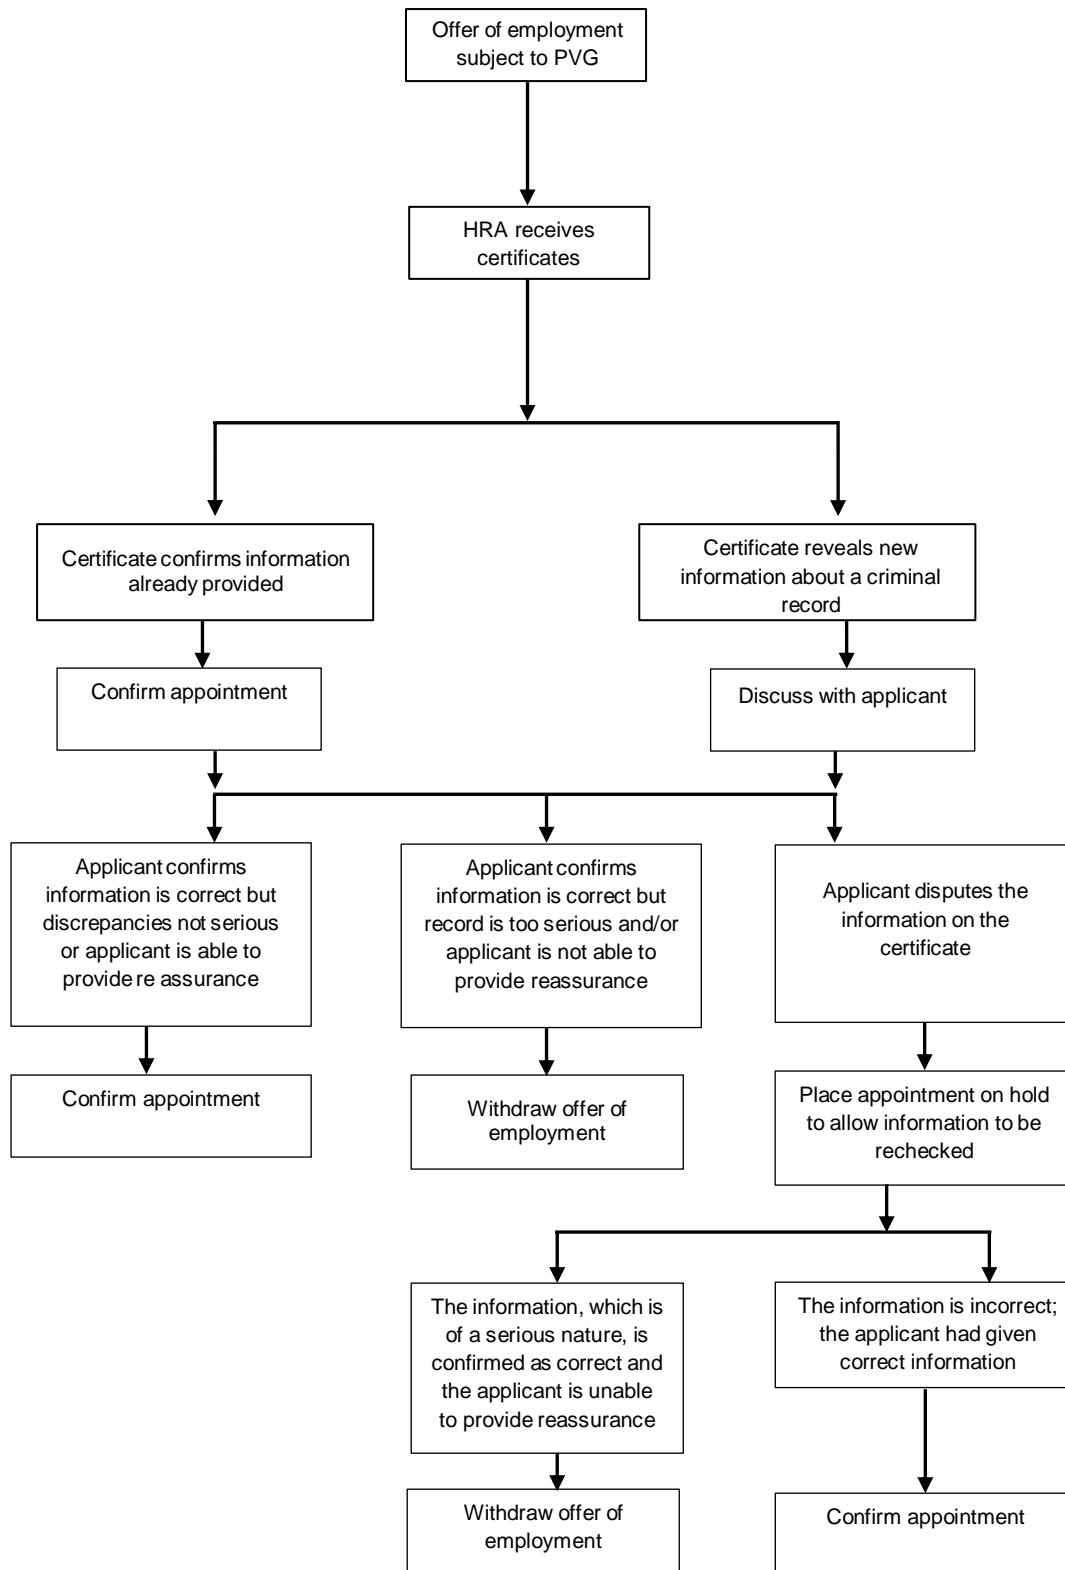 Offer of employment
subject to PVG
HRA receives
certificates
Certificate confirms information
already provided
Certificate reveals new
information about a criminal
record
Confirm appointment
Discuss with applicant
Applicant confirms
information is correct but
discrepancies not serious
or applicant is able to
provide re assurance
Applicant confirms
information is correct but
record is too serious and/or
applicant is not able to
provide reassurance
Applicant disputes the
information on the
certificate
Confirm appointment
Withdraw offer of
employment
Place appointment on hold
to allow information to be
rechecked
The information, which is
of a serious nature, is
confirmed as correct and
the applicant is unable
to provide reassurance
The information is incorrect;
the applicant had given
correct information
Withdraw offer of
employment
Confirm appointment